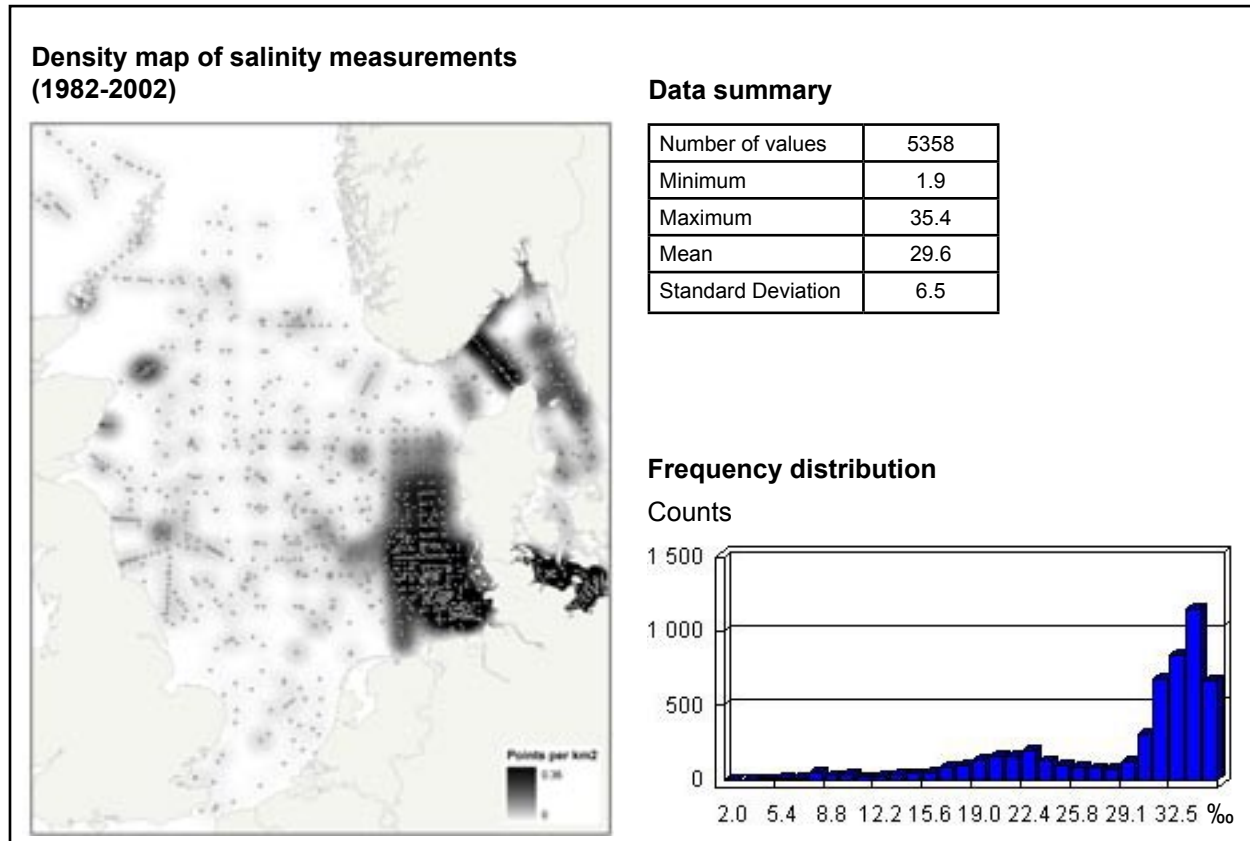 Density map of salinity measurements
(1982-2002)
Points per km2
0.35
0
Data summary
Number of values 5358
Minimum 1.9
Maximum 35.4
Mean 29.6
Standard Deviation 6.5
Frequency distribution
Counts
1 500
1 000
500
0
2.0 5.4 8.8 12.2 15.6 19.0 22.4 25.8 29.1 32.5 ‰